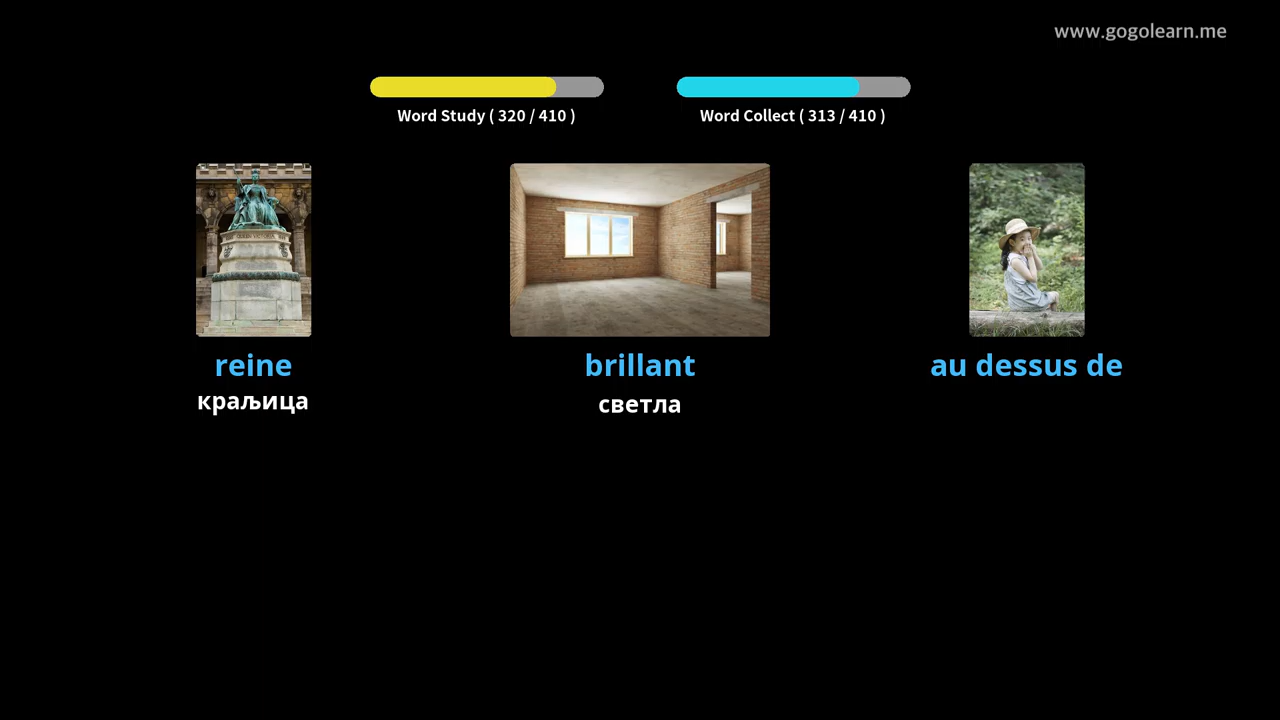 www.gogolearn.me
Word Study ( 320 / 410 )
Word Collect ( 313 / 410 )
reine
краљица
brillant
светла
au dessus de